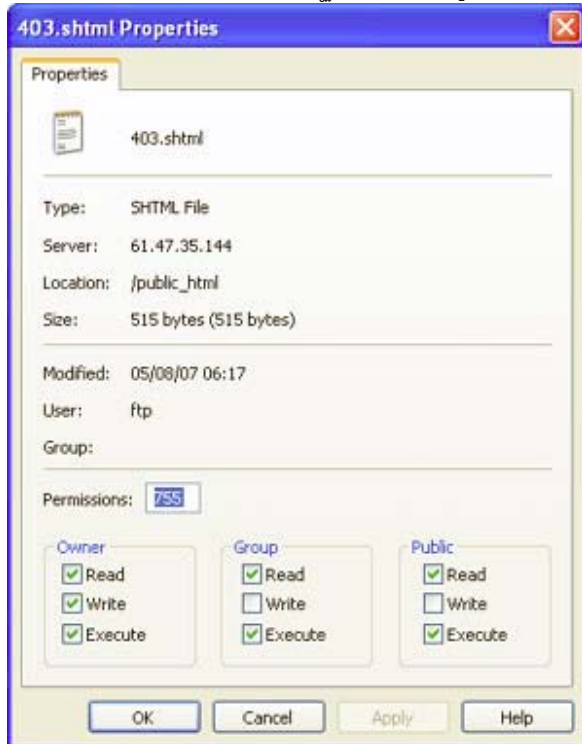 403.shtml Properties
Properties
403.shtml
Type: SHTML File
Server: 61.47.35.144
Location: /public_html
Size: 515 bytes (515 bytes)
Modified: 05/08/07 06:17
User: ftp
Group:
Permissions: 755
Owner Group Public
Read Read Read
Write Write Write
Execute Execute Execute
OK Cancel Apply Help